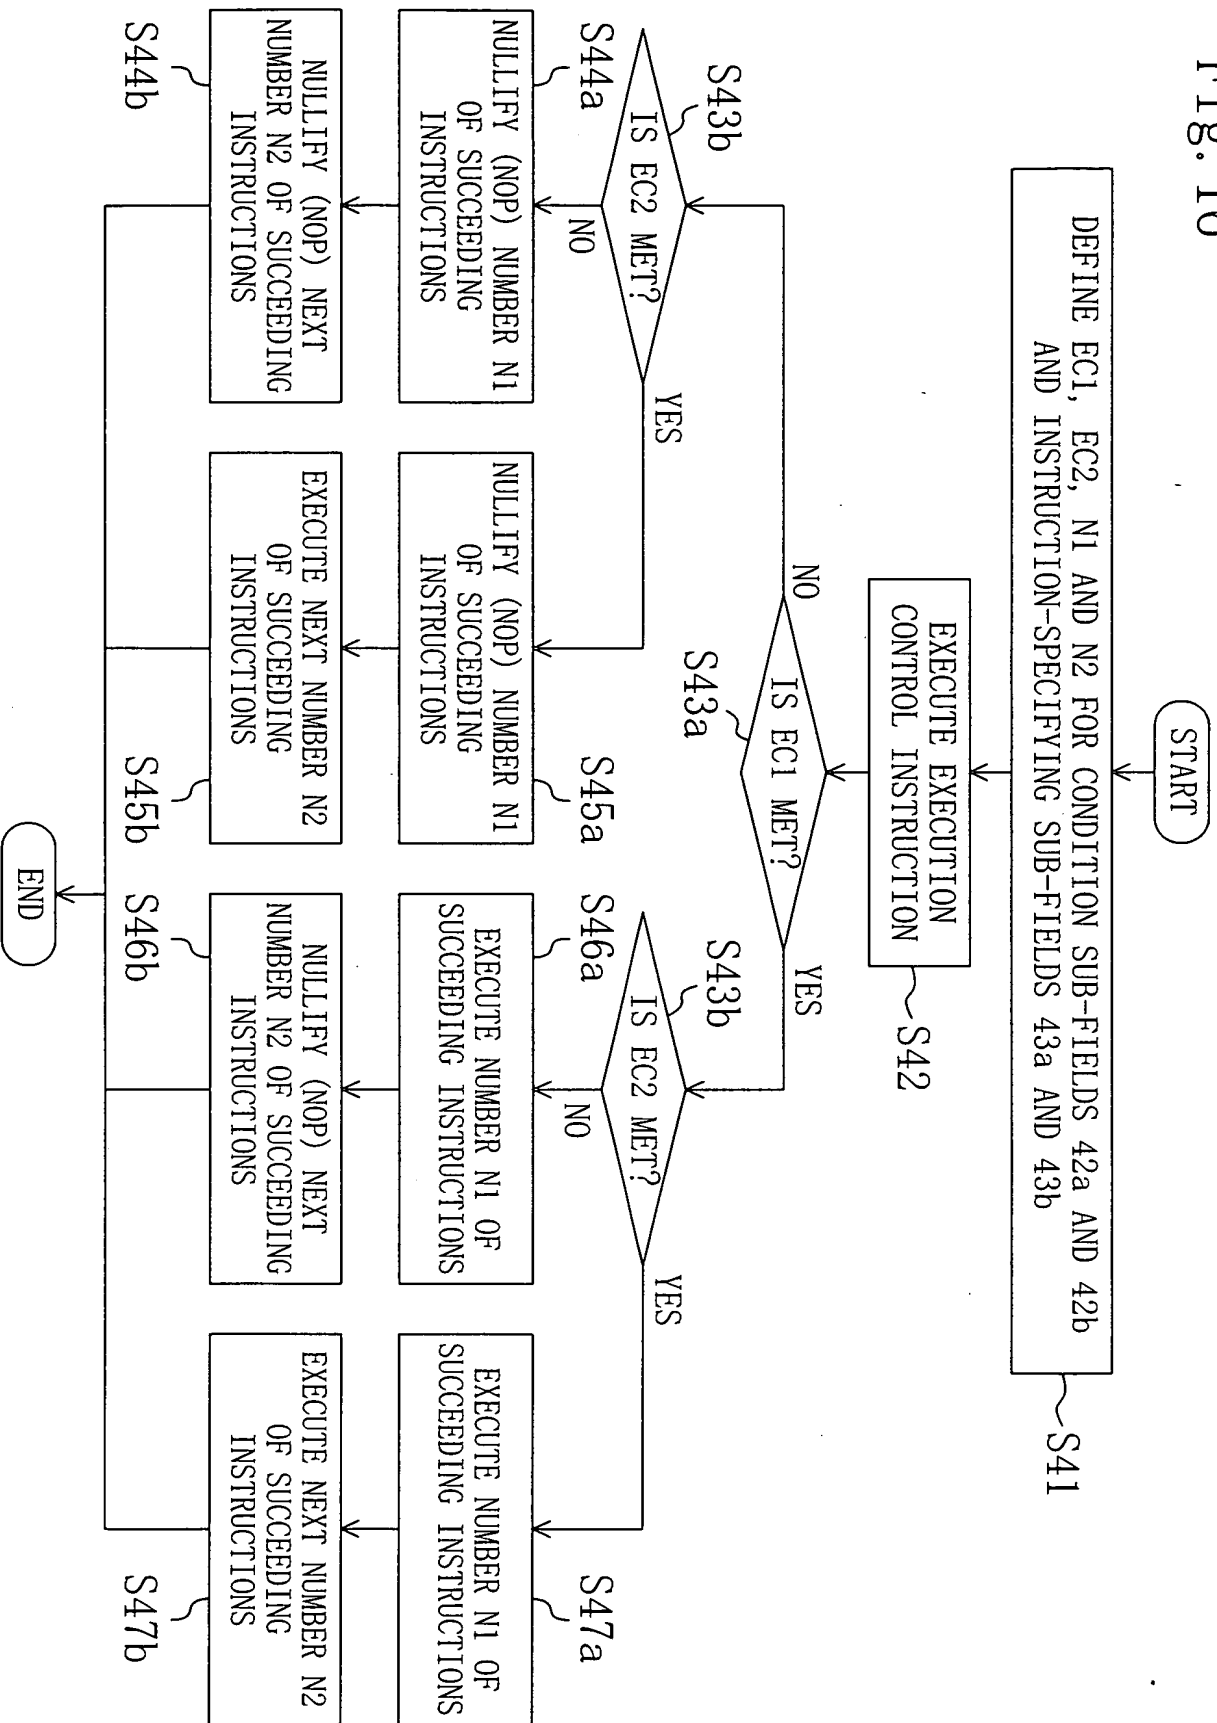 Fig. 10
START
DEFINE EC1, EC2, N1 AND N2 FOR CONDITION SUB-FIELDS 42a AND 42b
AND INSTRUCTION-SPECIFYING SUB-FIELDS 43a AND 43b
S41
EXECUTE EXECUTION
CONTROL INSTRUCTION
S42
IS EC1 MET?
S43a
NO
YES
IS EC2 MET?
S43b
NO
YES
IS EC2 MET?
S43b
NO
YES
NULLIFY (NOP) NUMBER N1
OF SUCCEEDING
INSTRUCTIONS
S44a
NULLIFY (NOP) NUMBER N1
OF SUCCEEDING
INSTRUCTIONS
S45a
EXECUTE NUMBER N1 OF
SUCCEEDING INSTRUCTIONS
S46a
EXECUTE NUMBER N1 OF
SUCCEEDING INSTRUCTIONS
S47a
NULLIFY (NOP) NEXT
NUMBER N2 OF SUCCEEDING
INSTRUCTIONS
S44b
EXECUTE NEXT NUMBER N2
OF SUCCEEDING
INSTRUCTIONS
S45b
NULLIFY (NOP) NEXT
NUMBER N2 OF SUCCEEDING
INSTRUCTIONS
S46b
EXECUTE NEXT NUMBER N2
OF SUCCEEDING
INSTRUCTIONS
S47b
END